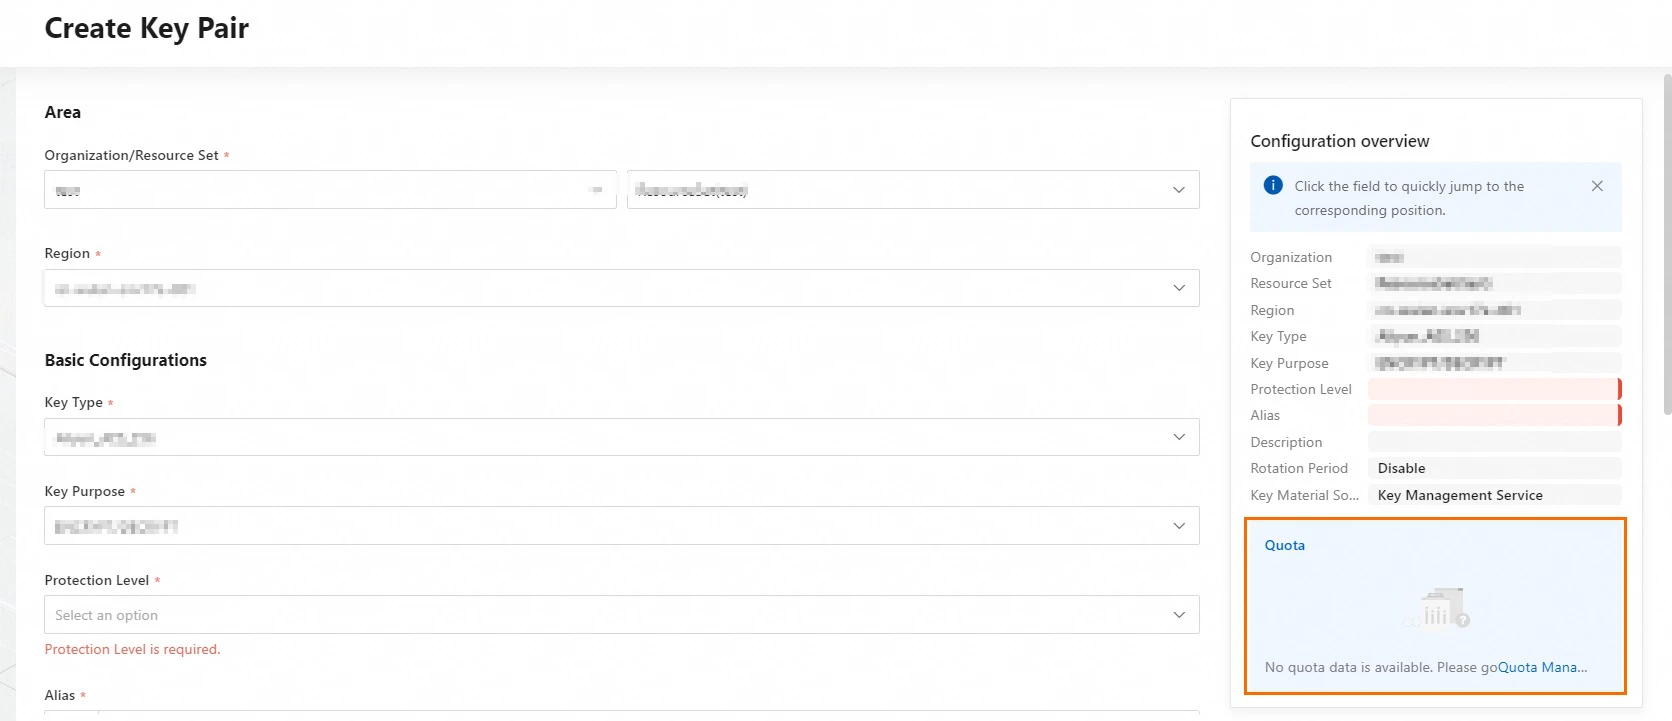 Create Key Pair
Area
Organization/Resource Set *
Region *
Basic Configurations
Key Type *
Key Purpose *
Protection Level *
Select an option
Protection Level is required.
Alias *
Configuration overview
Click the field to quickly jump to the
corresponding position.
Organization
Resource Set
Region
Key Type
Key Purpose
Protection Level
Alias
Description
Rotation Period Disable
Key Material So... Key Management Service
Quota
No quota data is available. Please goQuota Mana...